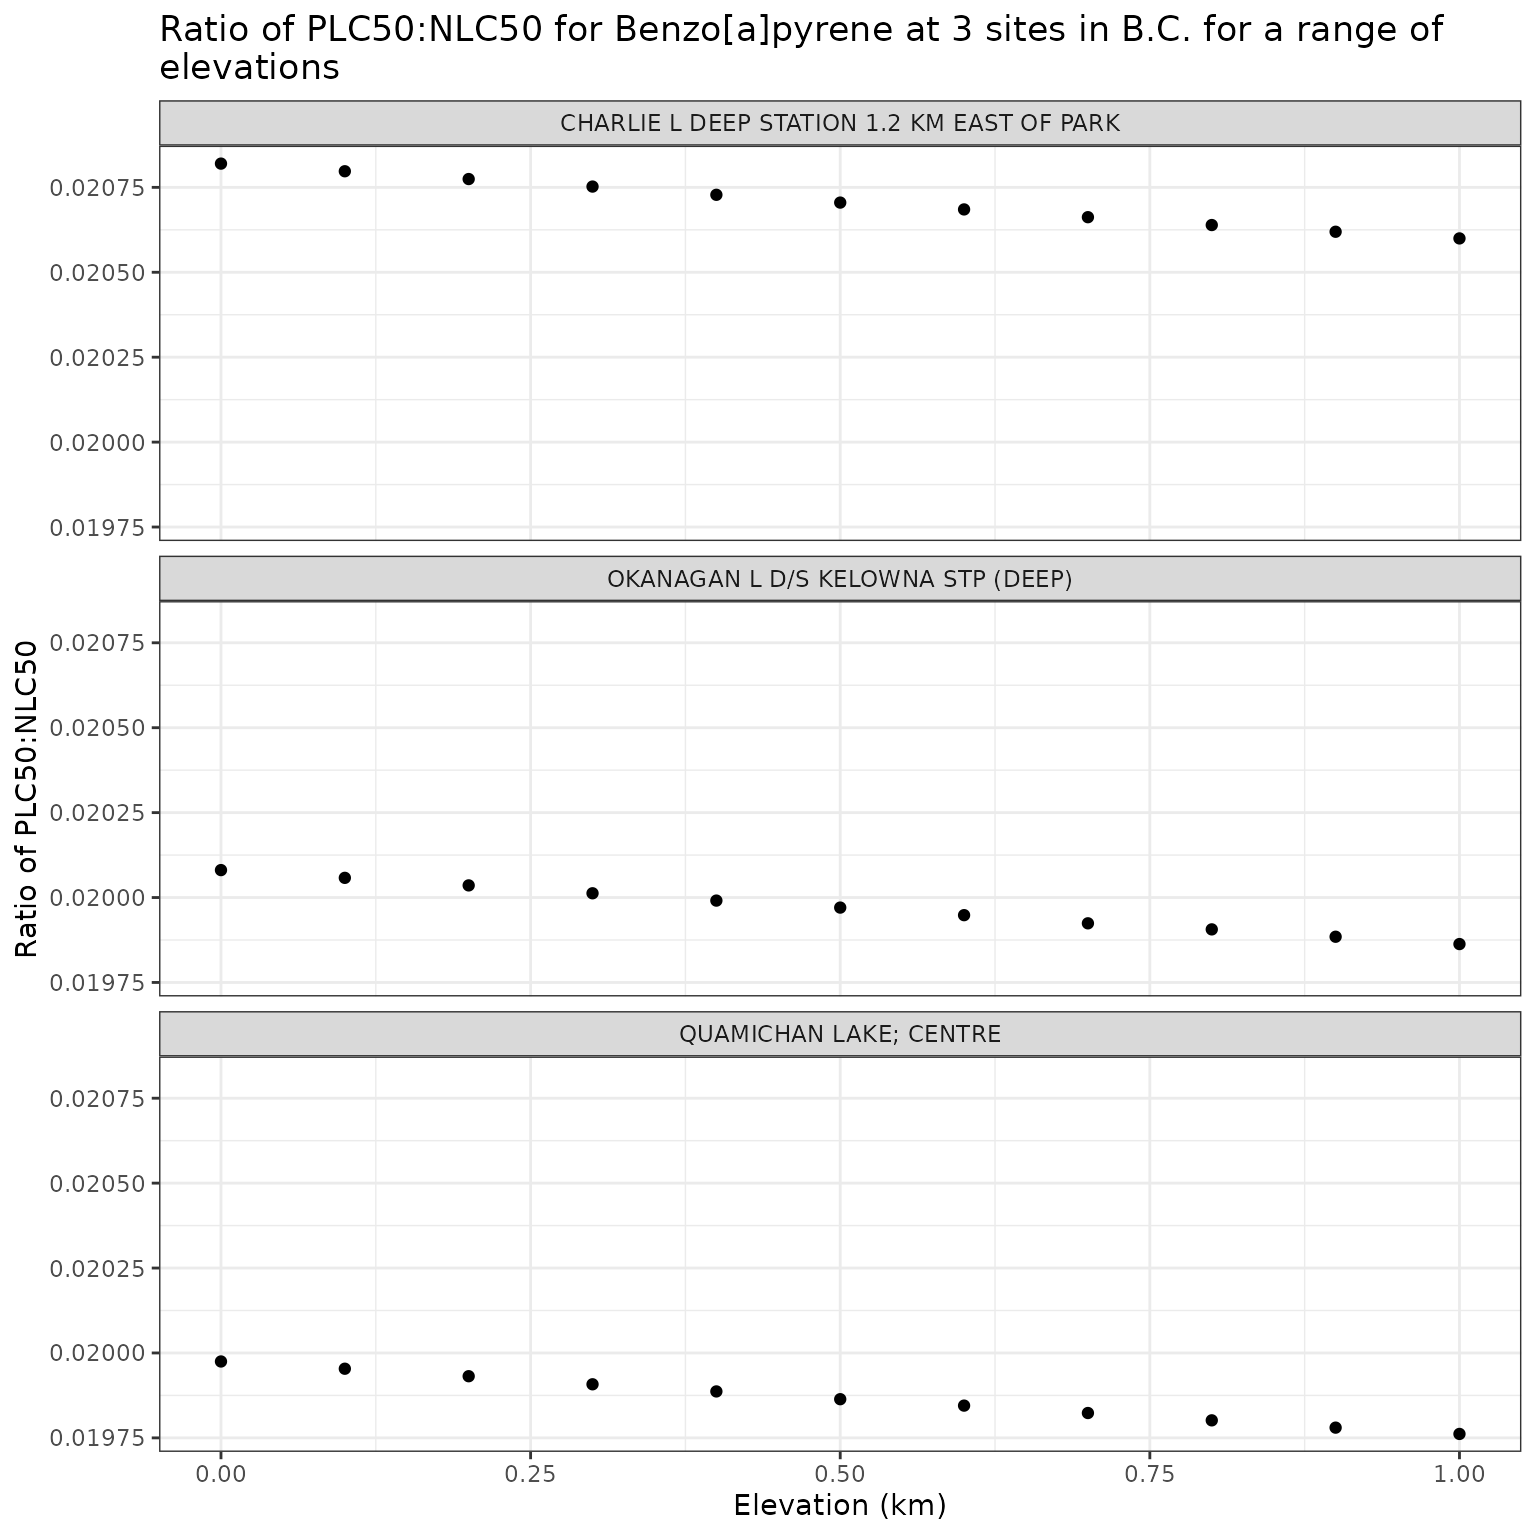 Ratio of PLC50:NLC50 for Benzo[a]pyrene at 3 sites in B.C. for a range of
elevations
CHARLIE L DEEP STATION 1.2 KM EAST OF PARK
0.02075
0.02050
0.02025
0.02000
0.01975
OKANAGAN L D/S KELOWNA STP (DEEP)
Ratio of PLC50:NLC50
0.02075
0.02050
0.02025
0.02000
0.01975
QUAMICHAN LAKE; CENTRE
0.02075
0.02050
0.02025
0.02000
0.01975
0.00 0.25 0.50 0.75 1.00
Elevation (km)